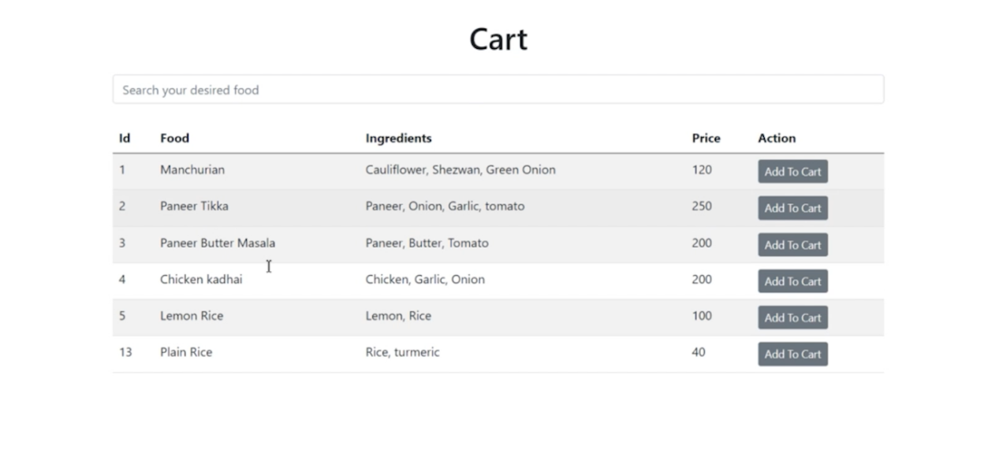 Cart
Search your desired food
Id Food Ingredients Price Action
1 Manchurian Cauliflower, Shezwan, Green Onion 120 Add To Cart
2 Paneer Tikka Paneer, Onion, Garlic, tomato 250 Add To Cart
3 Paneer Butter Masala Paneer, Butter, Tomato 200 Add To Cart
4 Chicken kadhai Chicken, Garlic, Onion 200 Add To Cart
5 Lemon Rice Lemon, Rice 100 Add To Cart
13 Plain Rice Rice, turmeric 40 Add To Cart